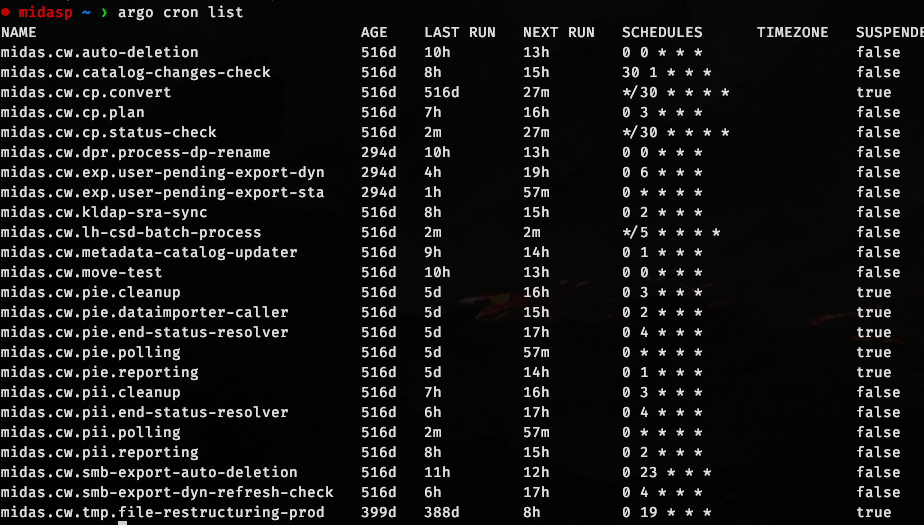 midasp ~ ❯ argo cron list
NAME AGE LAST RUN NEXT RUN SCHEDULES TIMEZONE SUSPENDE
midas.cw.auto-deletion 516d 10h 13h 0 0 * * * false
midas.cw.catalog-changes-check 516d 8h 15h 30 1 * * * false
midas.cw.cp.convert 516d 516d 27m */30 * * * * true
midas.cw.cp.plan 516d 7h 16h 0 3 * * * false
midas.cw.cp.status-check 516d 2m 27m */30 * * * * false
midas.cw.dpr.process-dp-rename 294d 10h 13h 0 0 * * * false
midas.cw.exp.user-pending-export-dyn 294d 4h 19h 0 6 * * * false
midas.cw.exp.user-pending-export-sta 294d 1h 57m 0 * * * * false
midas.cw.kldap-sra-sync 516d 8h 15h 0 2 * * * false
midas.cw.lh-csd-batch-process 516d 2m 2m */5 * * * * false
midas.cw.metadata-catalog-updater 516d 9h 14h 0 1 * * * false
midas.cw.move-test 516d 10h 13h 0 0 * * * false
midas.cw.pie.cleanup 516d 5d 16h 0 3 * * * true
midas.cw.pie.dataimporter-caller 516d 5d 15h 0 2 * * * true
midas.cw.pie.end-status-resolver 516d 5d 17h 0 4 * * * true
midas.cw.pie.polling 516d 5d 57m 0 * * * * true
midas.cw.pie.reporting 516d 5d 14h 0 1 * * * true
midas.cw.pii.cleanup 516d 7h 16h 0 3 * * * false
midas.cw.pii.end-status-resolver 516d 6h 17h 0 4 * * * false
midas.cw.pii.polling 516d 2m 57m 0 * * * * false
midas.cw.pii.reporting 516d 8h 15h 0 2 * * * false
midas.cw.smb-export-auto-deletion 516d 11h 12h 0 23 * * * false
midas.cw.smb-export-dyn-refresh-check 516d 6h 17h 0 4 * * * false
midas.cw.tmp.file-restructuring-prod 399d 388d 8h 0 19 * * * true